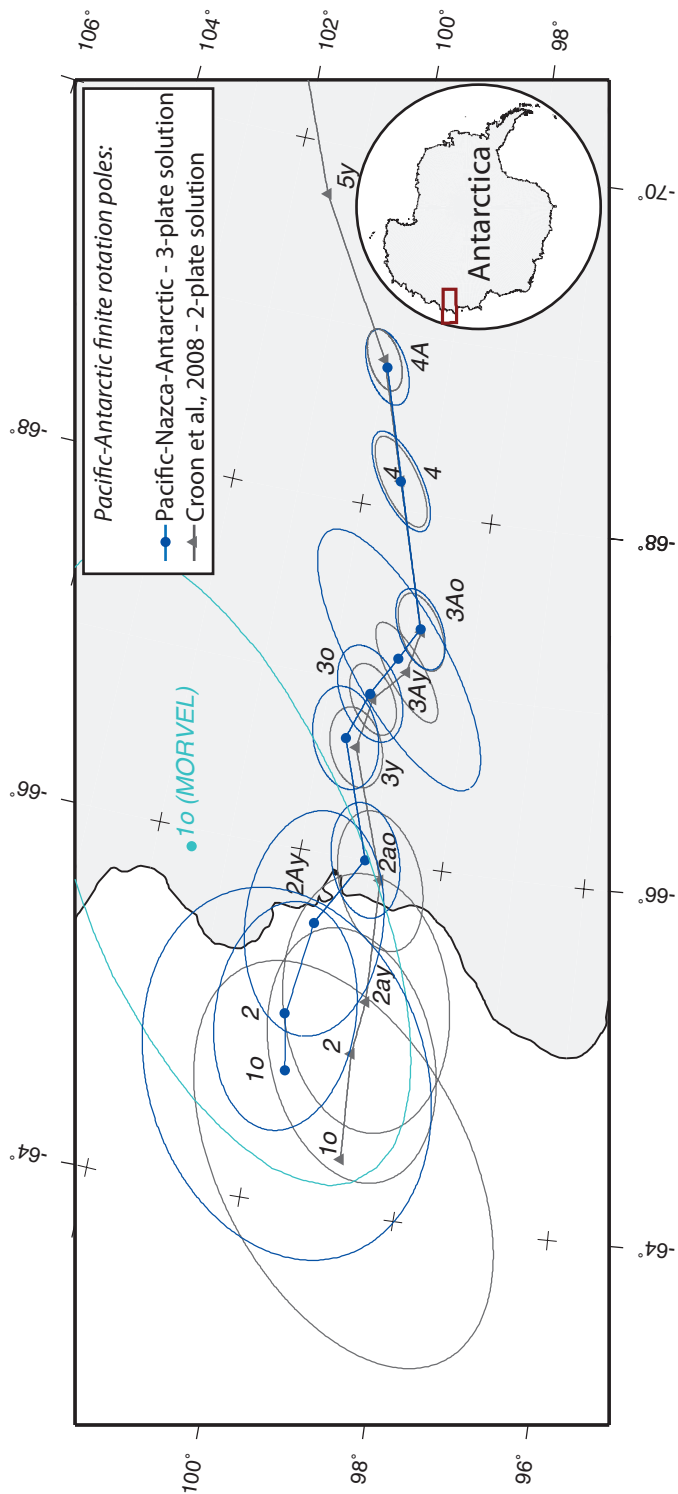 Pacific-Antarctic finite rotation poles:
Pacific-Nazca-Antarctic - 3-plate solution
Croon et al., 2008 - 2-plate solution
106°
104°
102°
100°
98°
-70°
-68°
-68°
-66°
-66°
-64°
-64°
100°
98°
96°
Antarctica
5y
4A
4
4
3Ao
3Ay
3o
3y
1o (MORVEL)
2Ay
2ao
2ay
2
2
1o
1o